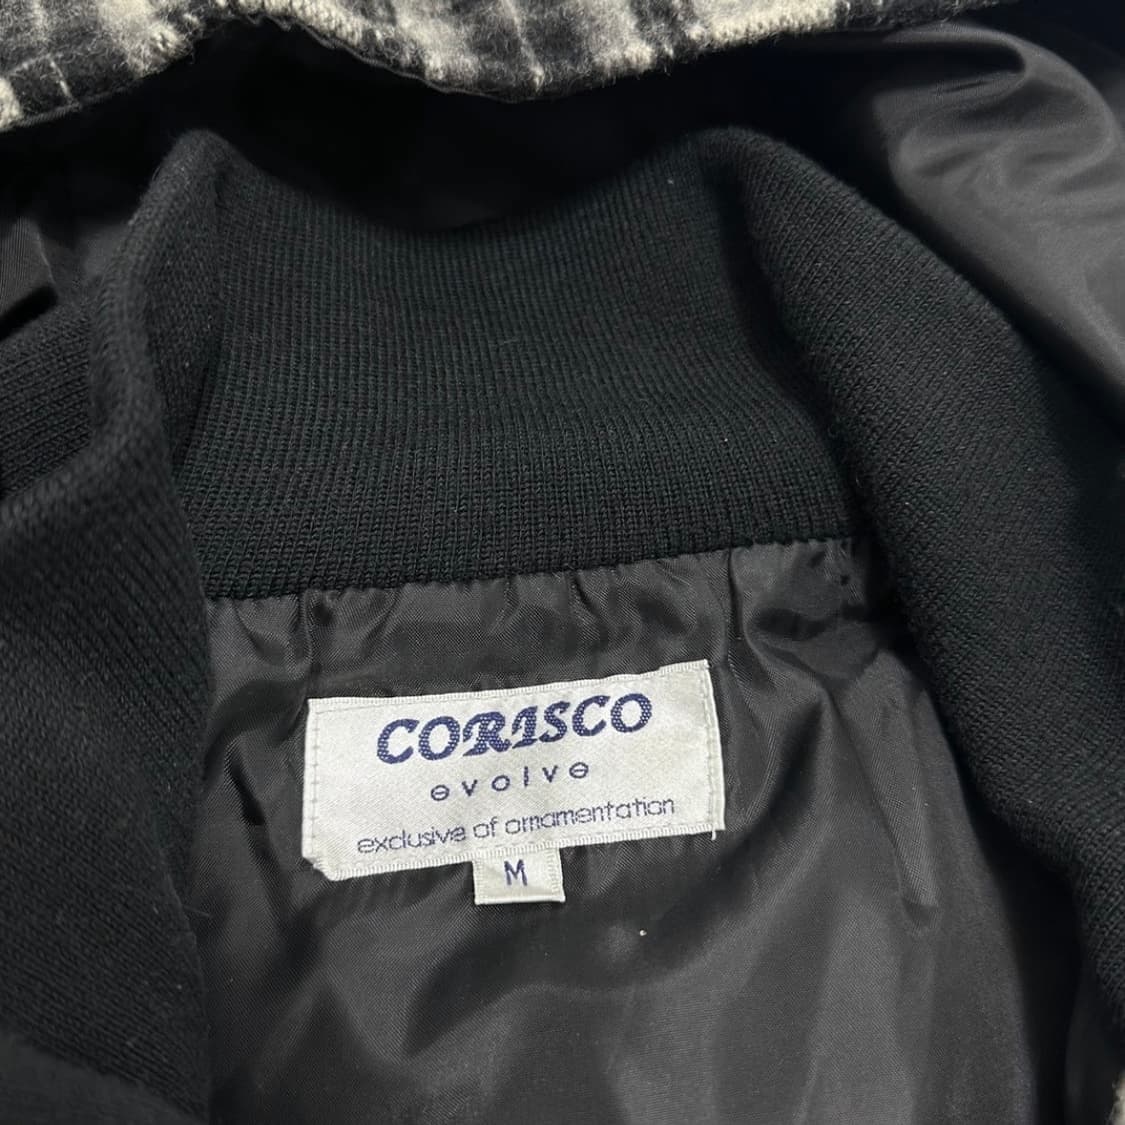 CORISCO
evolve
exclusive of ornamentation
M